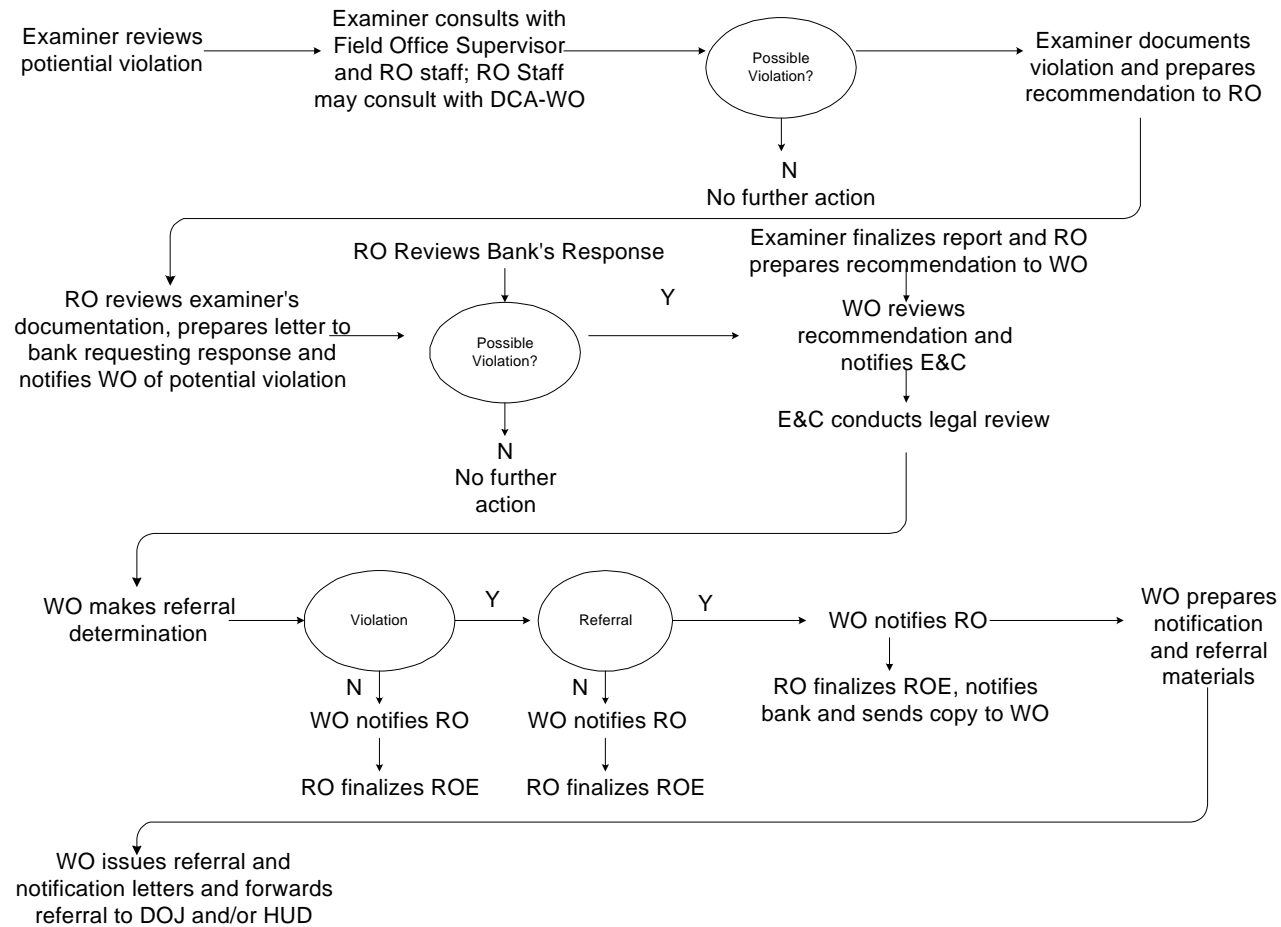 Examiner reviews
potiential violation
Examiner consults with
Field Office Supervisor
and RO staff; RO Staff
may consult with DCA-WO
Possible
Violation?
Examiner documents
violation and prepares
recommendation to RO
N
No further action
RO reviews examiner's
documentation, prepares letter to
bank requesting response and
notifies WO of potential violation
RO Reviews Bank's Response
Possible
Violation?
N
No further
action
Y
Examiner finalizes report and RO
prepares recommendation to WO
WO reviews
recommendation and
notifies E&C
E&C conducts legal review
WO makes referral
determination
Violation
Y
N
WO notifies RO
RO finalizes ROE
Referral
Y
N
WO notifies RO
RO finalizes ROE
WO notifies RO
RO finalizes ROE, notifies
bank and sends copy to WO
WO prepares
notification
and referral
materials
WO issues referral and
notification letters and forwards
referral to DOJ and/or HUD